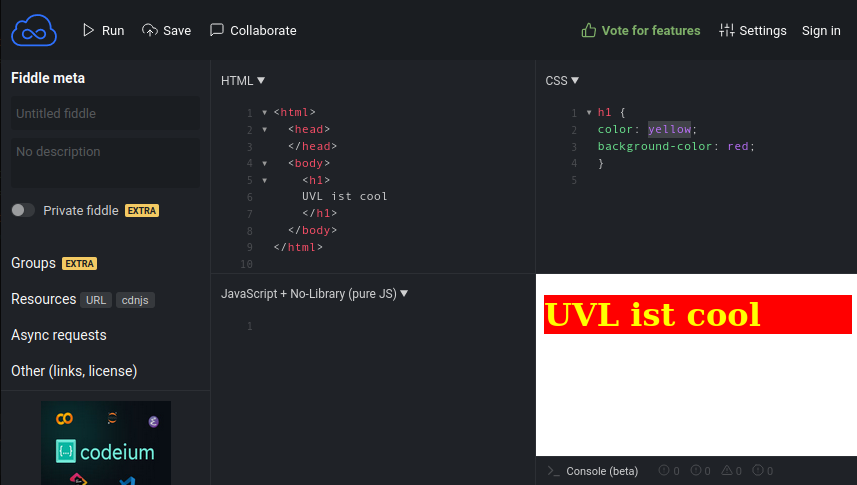 Run Save Collaborate Vote for features Settings Sign in
Fiddle meta
Untitled fiddle
No description
Private fiddle EXTRA
Groups EXTRA
Resources URL cdnjs
Async requests
Other (links, license)
codeium
HTML ▼
1 <html>
2 <head>
3 </head>
4 <body>
5 <h1>
6 UVL ist cool
7 </h1>
8 </body>
9 </html>
10
CSS ▼
1 h1 {
2 color: yellow;
3 background-color: red;
4 }
5
JavaScript + No-Library (pure JS) ▼
1
UVL ist cool
>_ Console (beta) 0 0 0 0